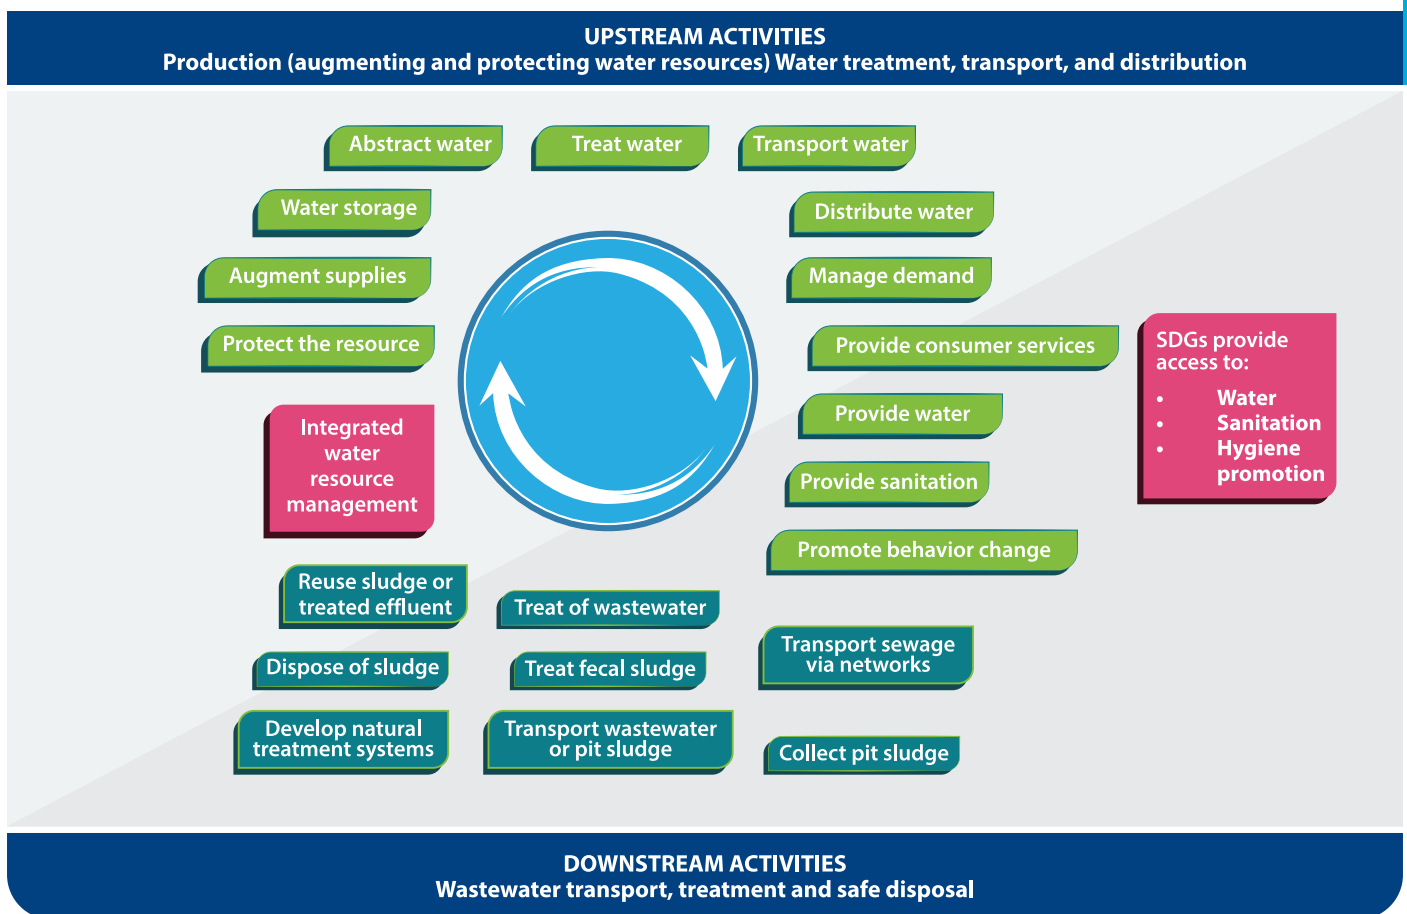 UPSTREAM ACTIVITIES
Production (augmenting and protecting water resources) Water treatment, transport, and distribution
Abstract water
Treat water
Transport water
Water storage
Distribute water
Augment supplies
Manage demand
Protect the resource
Provide consumer services
SDGs provide
access to:
• Water
• Sanitation
• Hygiene
promotion
Integrated
water
resource
management
Provide water
Provide sanitation
Promote behavior change
Reuse sludge or
treated effluent
Treat of wastewater
Transport sewage
via networks
Dispose of sludge
Treat fecal sludge
Develop natural
treatment systems
Transport wastewater
or pit sludge
Collect pit sludge
DOWNSTREAM ACTIVITIES
Wastewater transport, treatment and safe disposal